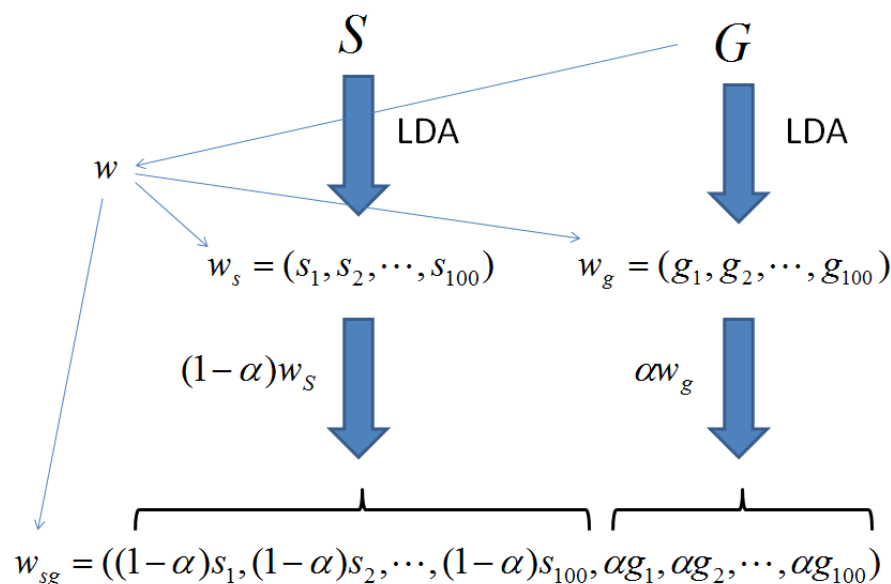 S G
LDA LDA
w
w_s = (s_1, s_2, ⋯, s_100) w_g = (g_1, g_2, ⋯, g_100)
(1−α)w_S αw_g
w_sg = ((1−α)s_1, (1−α)s_2, ⋯, (1−α)s_100, αg_1, αg_2, ⋯, αg_100)